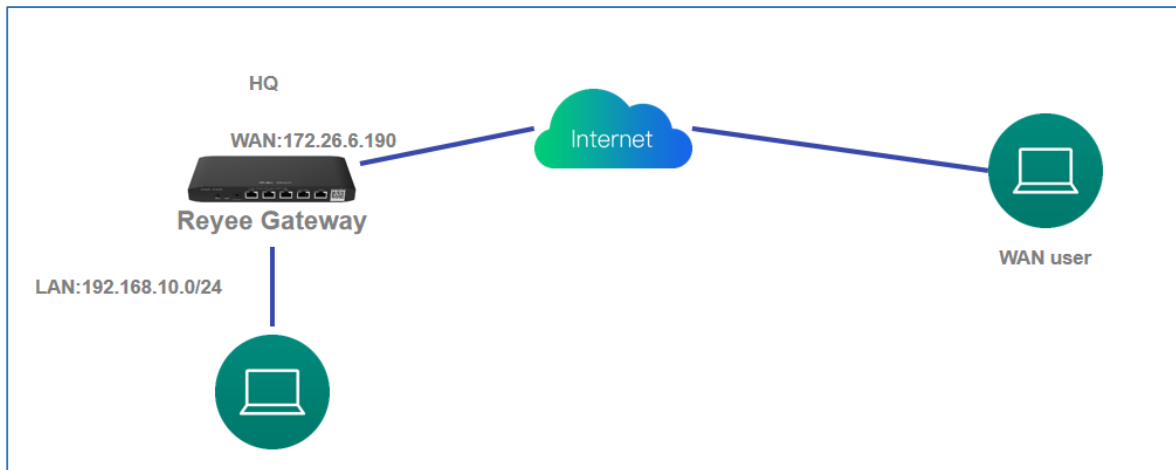 HQ
WAN:172.26.6.190
Internet
Reyee Gateway
WAN user
LAN:192.168.10.0/24